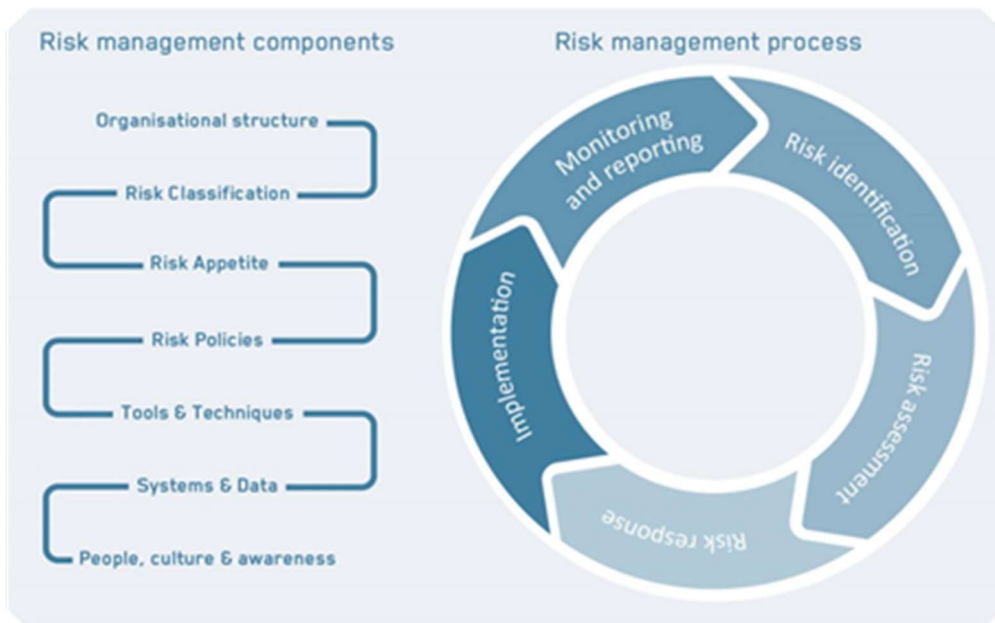 Risk management components
Organisational structure
Risk Classification
Risk Appetite
Risk Policies
Tools & Techniques
Systems & Data
People, culture & awareness
Risk management process
Monitoring
and reporting
Risk identification
Risk assessment
Risk response
Implementation